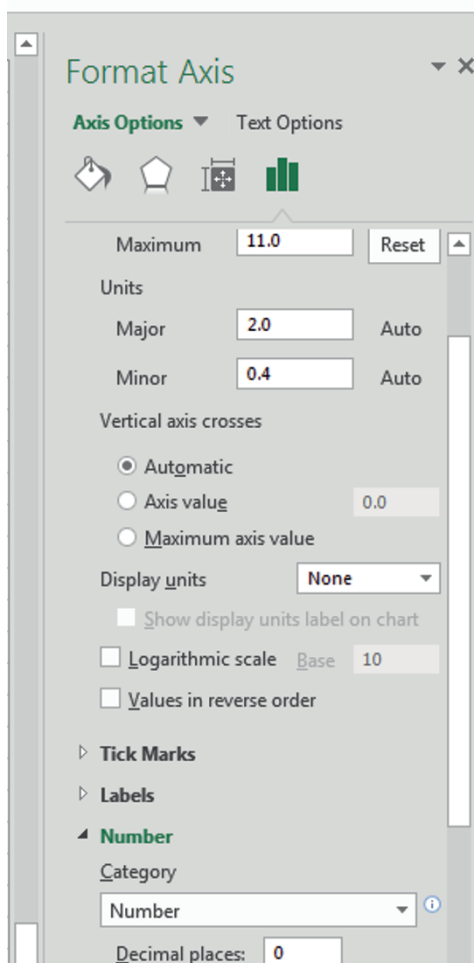 Format Axis
Axis Options Text Options
Maximum 11.0 Reset
Units
Major 2.0 Auto
Minor 0.4 Auto
Vertical axis crosses
Automatic
Axis value 0.0
Maximum axis value
Display units None
Show display units label on chart
Logarithmic scale Base 10
Values in reverse order
Tick Marks
Labels
Number
Category
Number
Decimal places: 0